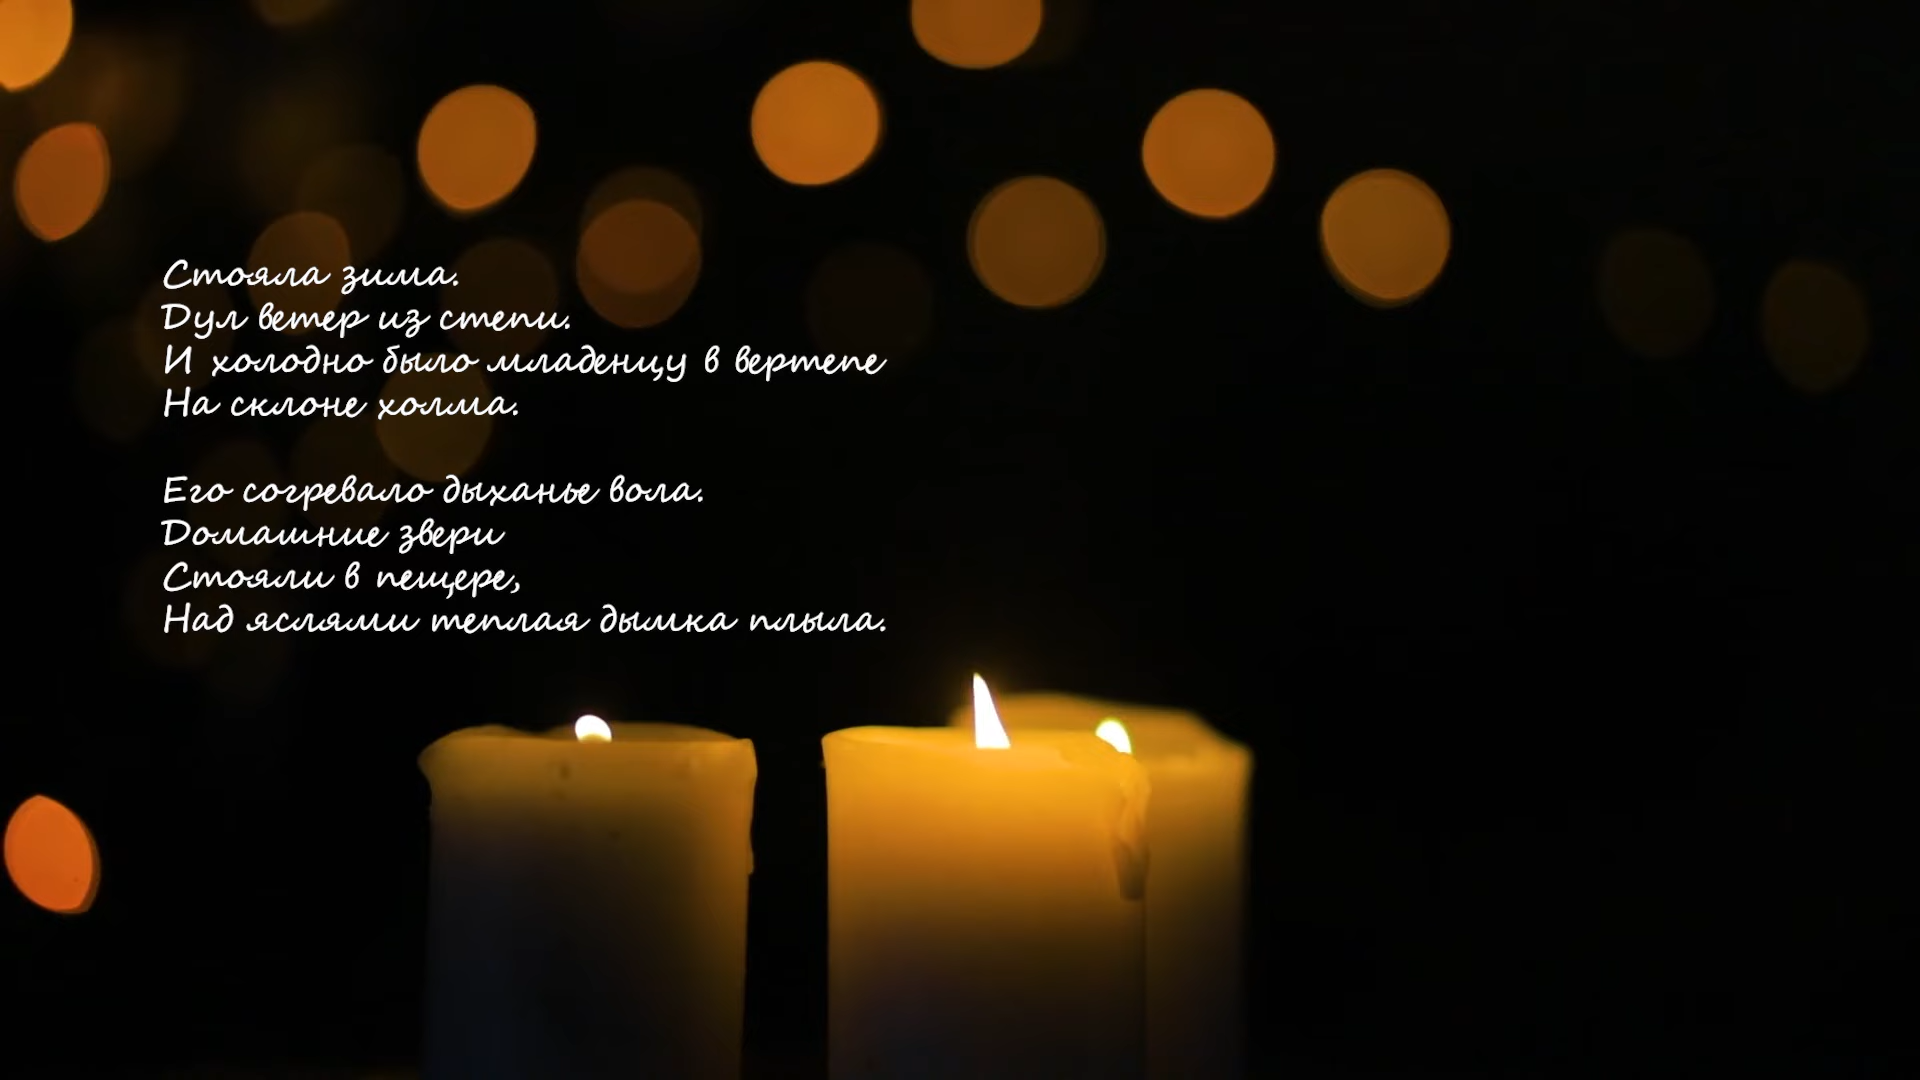 Стояла зима.
Дул ветер из степи.
И холодно было младенцу в вертепе
На склоне холма.
Его согревало дыханье вола.
Домашние звери
Стояли в пещере,
Над яслями теплая дымка плыла.